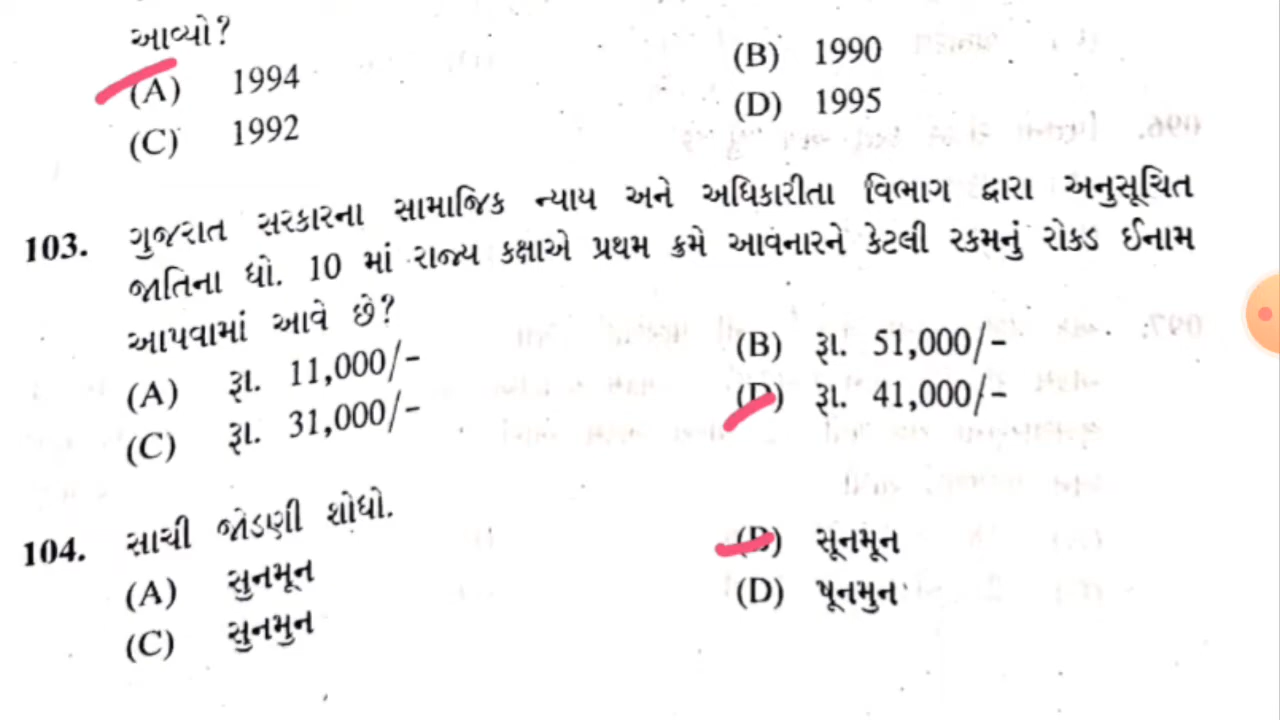 આવ્યો?
(A) 1994 (B) 1990
(C) 1992 (D) 1995
103. ગુજરાત સરકારના સામાજિક ન્યાય અને અધિકારીતા વિભાગ દ્વારા અનુસૂચિત
જાતિના ધો. 10 માં રાજ્ય કક્ષાએ પ્રથમ ક્રમે આવનારને કેટલી રકમનું રોકડ ઈનામ
આપવામાં આવે છે?
(A) રૂા. 11,000/- (B) રૂા. 51,000/-
(C) રૂા. 31,000/- (D) રૂા. 41,000/-
104. સાચી જોડણી શોધો.
(A) સુનમૂન (B) સૂનમૂન
(C) સુનમુન (D) ષૂનમુન